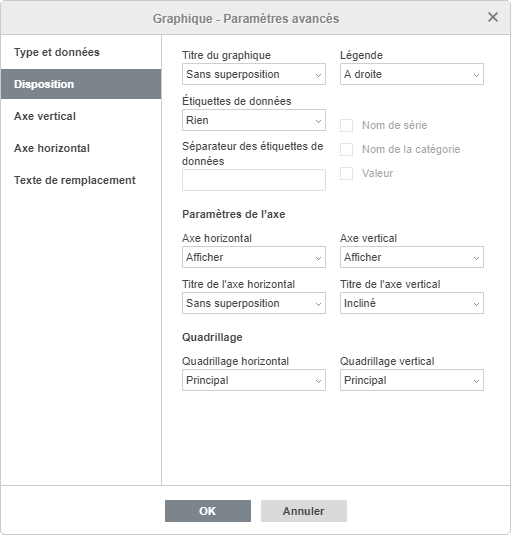 Graphique - Paramètres avancés
Type et données
Disposition
Axe vertical
Axe horizontal
Texte de remplacement
Titre du graphique
Légende
Sans superposition
A droite
Étiquettes de données
Rien
Séparateur des étiquettes de
données
Nom de série
Nom de la catégorie
Valeur
Paramètres de l'axe
Axe horizontal
Axe vertical
Afficher
Afficher
Titre de l'axe horizontal
Titre de l'axe vertical
Sans superposition
Incliné
Quadrillage
Quadrillage horizontal
Quadrillage vertical
Principal
Principal
OK
Annuler